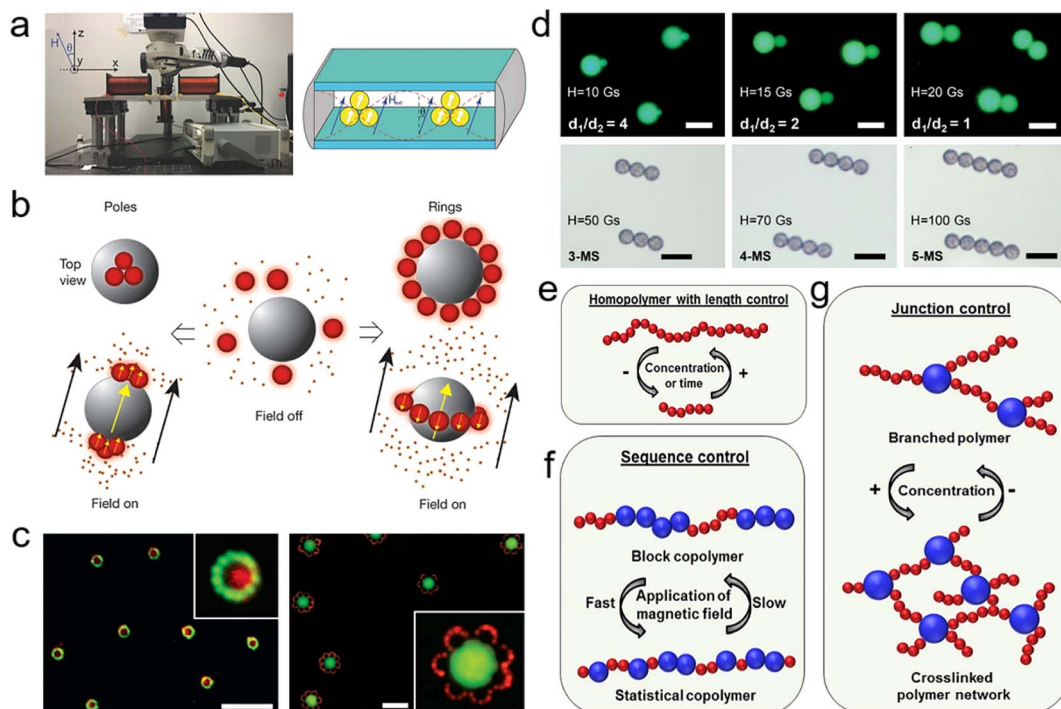 a
H
θ
z
y
x
H
θ
b
Poles
Rings
Top
view
Field off
Field on
Field on
c
d
H=10 Gs
d₁/d₂ = 4
H=15 Gs
d₁/d₂ = 2
H=20 Gs
d₁/d₂ = 1
H=50 Gs
3-MS
H=70 Gs
4-MS
H=100 Gs
5-MS
e
Homopolymer with length control
- Concentration +
or time
f
Sequence control
Block copolymer
Fast Application of Slow
magnetic field
Statistical copolymer
g
Junction control
Branched polymer
+ Concentration -
Crosslinked
polymer network